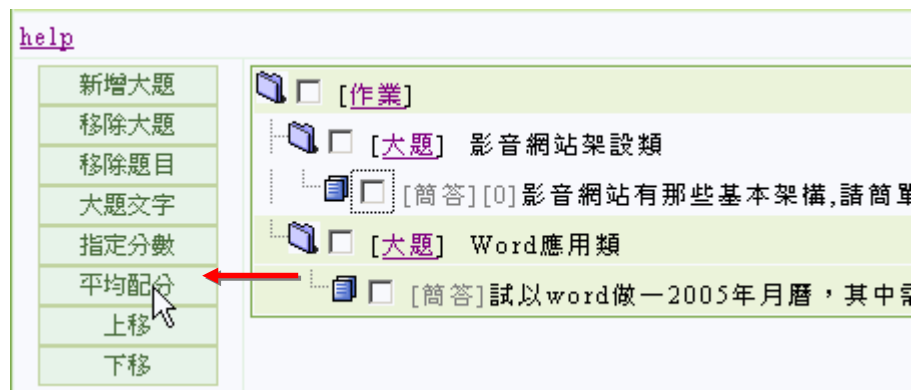 help
新增大題
移除大題
移除題目
大題文字
指定分數
平均配分
上移
下移
[作業]
[大題] 影音網站架設類
[簡答][0]影音網站有那些基本架構,請簡單
[大題] Word應用類
[簡答]試以word做一2005年月曆，其中需